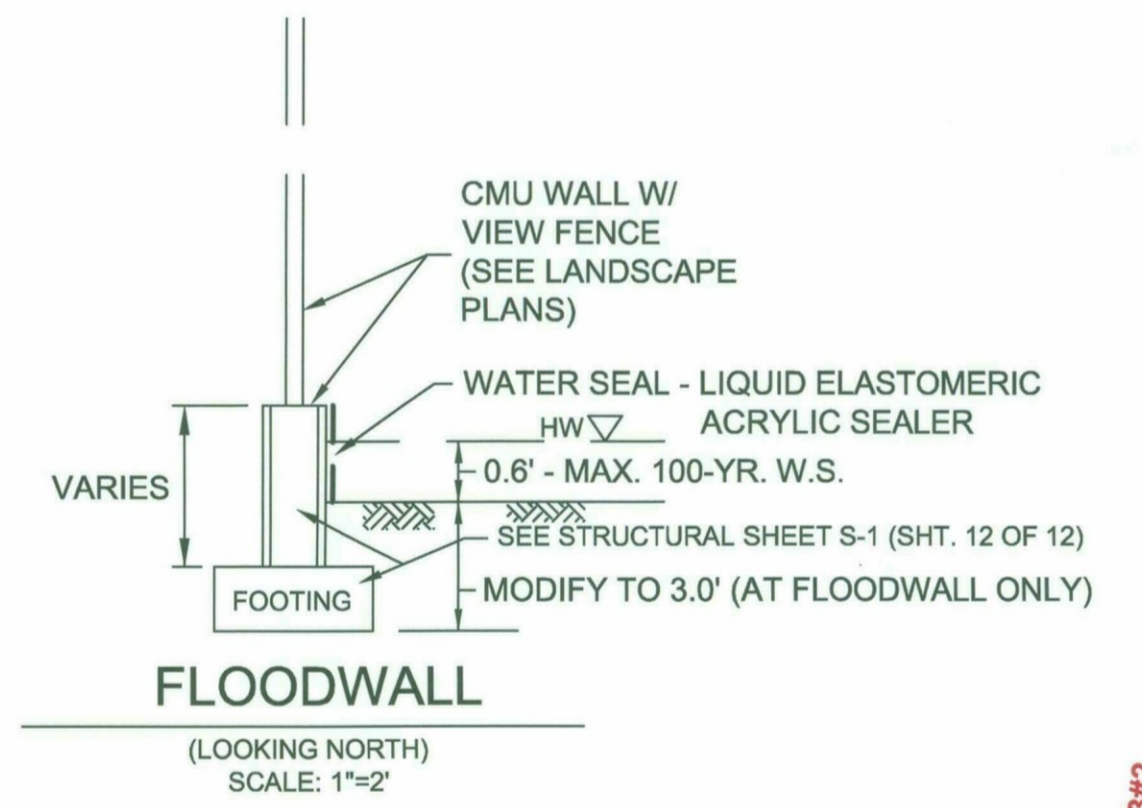 CMU WALL W/
VIEW FENCE
(SEE LANDSCAPE
PLANS)
WATER SEAL - LIQUID ELASTOMERIC
ACRYLIC SEALER
HW
VARIES
0.6' - MAX. 100-YR. W.S.
SEE STRUCTURAL SHEET S-1 (SHT. 12 OF 12)
MODIFY TO 3.0' (AT FLOODWALL ONLY)
FOOTING
FLOODWALL
(LOOKING NORTH)
SCALE: 1"=2'